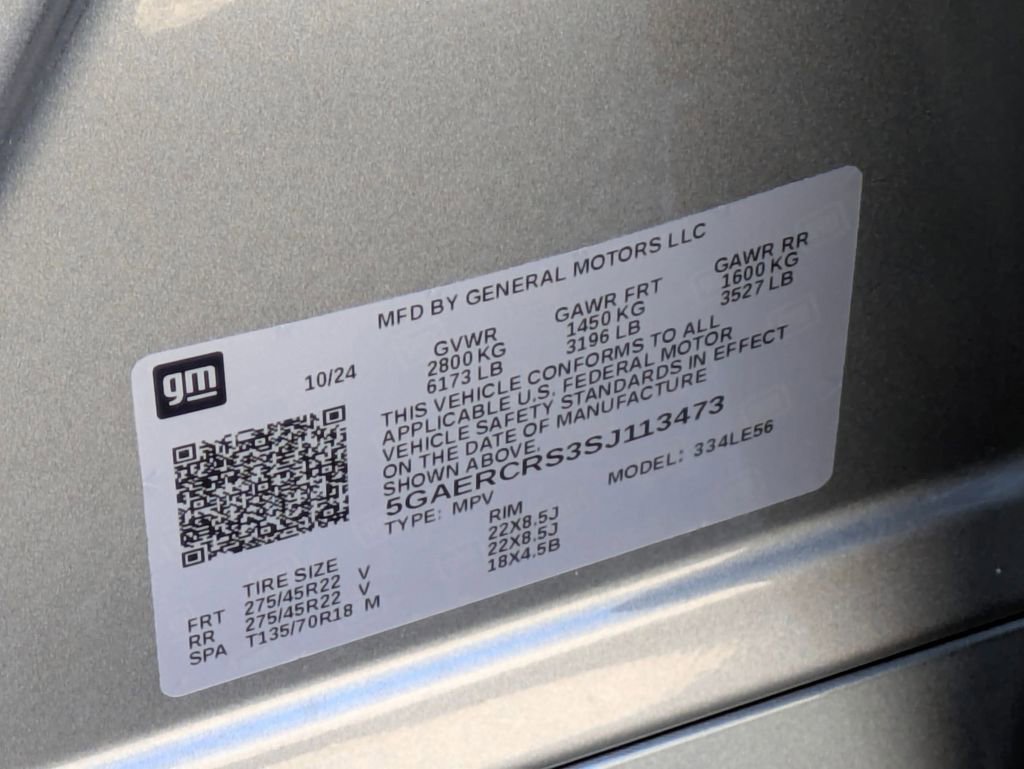 MFD BY GENERAL MOTORS LLC
gm
10/24
GVWR GAWR FRT GAWR RR
2800 KG 1450 KG 1600 KG
6173 LB 3196 LB 3527 LB
THIS VEHICLE CONFORMS TO ALL
APPLICABLE U.S. FEDERAL MOTOR
VEHICLE SAFETY STANDARDS IN EFFECT
ON THE DATE OF MANUFACTURE
SHOWN ABOVE.
5GAERCRS3SJ113473
TYPE: MPV MODEL: 334LE56
TIRE SIZE RIM
FRT 275/45R22 V 22X8.5J
RR 275/45R22 V 22X8.5J
SPA T135/70R18 M 18X4.5B